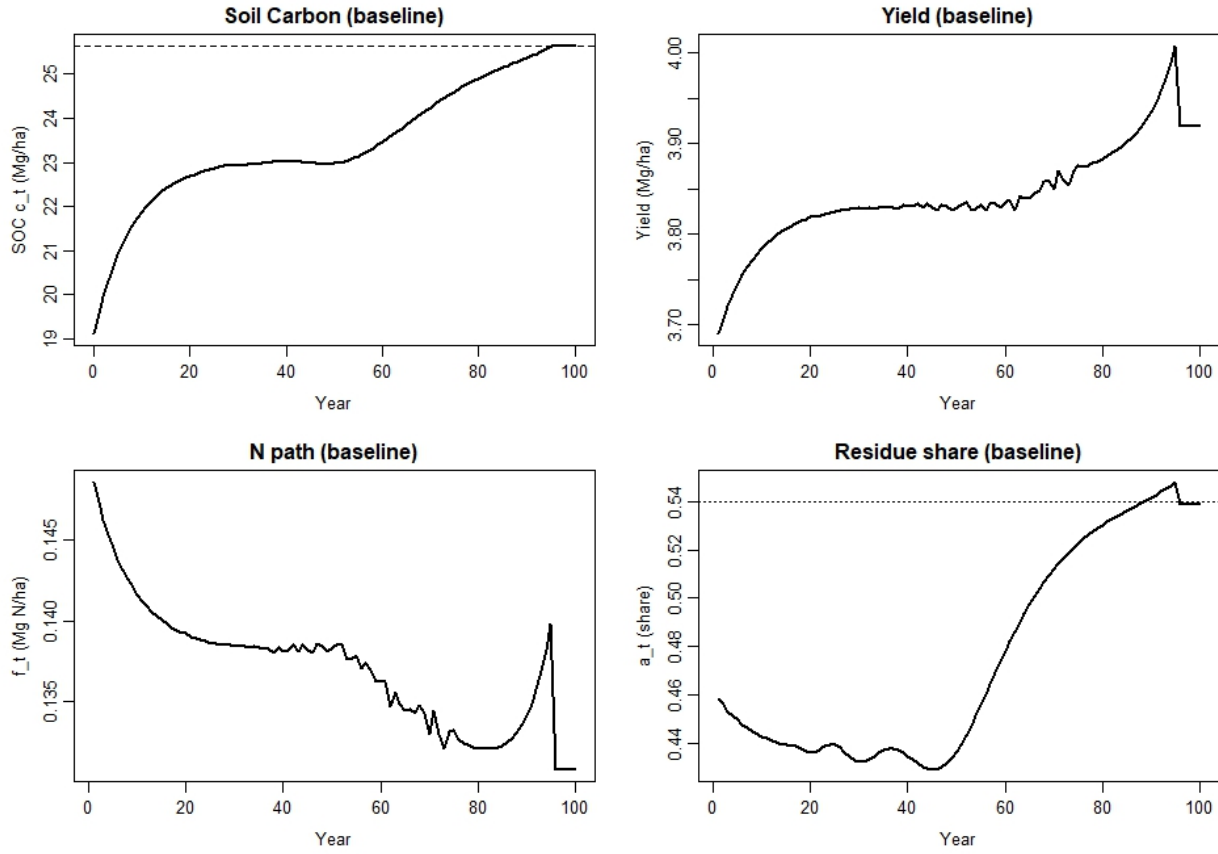 Soil Carbon (baseline)
SOC c_t (Mg/ha)
25
24
23
22
21
20
19
0 20 40 60 80 100
Year
Yield (baseline)
Yield (Mg/ha)
4.00
3.90
3.80
3.70
0 20 40 60 80 100
Year
N path (baseline)
f_t (Mg N/ha)
0.145
0.140
0.135
0 20 40 60 80 100
Year
Residue share (baseline)
a_t (share)
0.54
0.52
0.50
0.48
0.46
0.44
0 20 40 60 80 100
Year